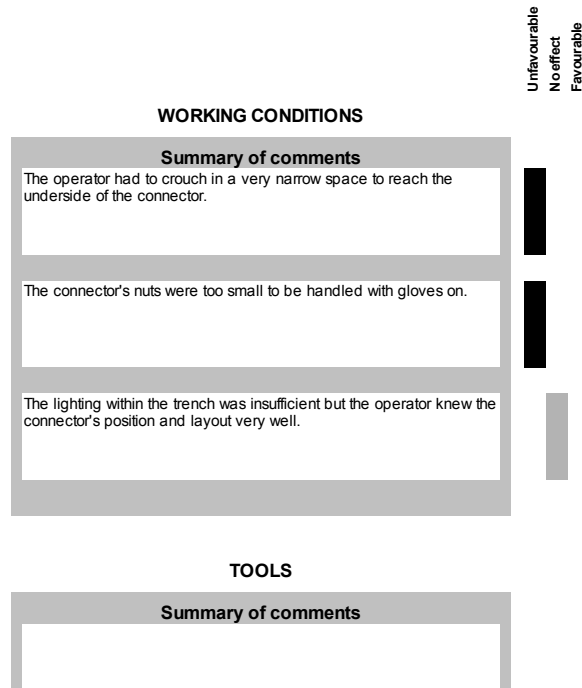 Unfavourable
No effect
Favourable
WORKING CONDITIONS
Summary of comments
The operator had to crouch in a very narrow space to reach the
underside of the connector.
The connector's nuts were too small to be handled with gloves on.
The lighting within the trench was insufficient but the operator knew the
connector's position and layout very well.
TOOLS
Summary of comments